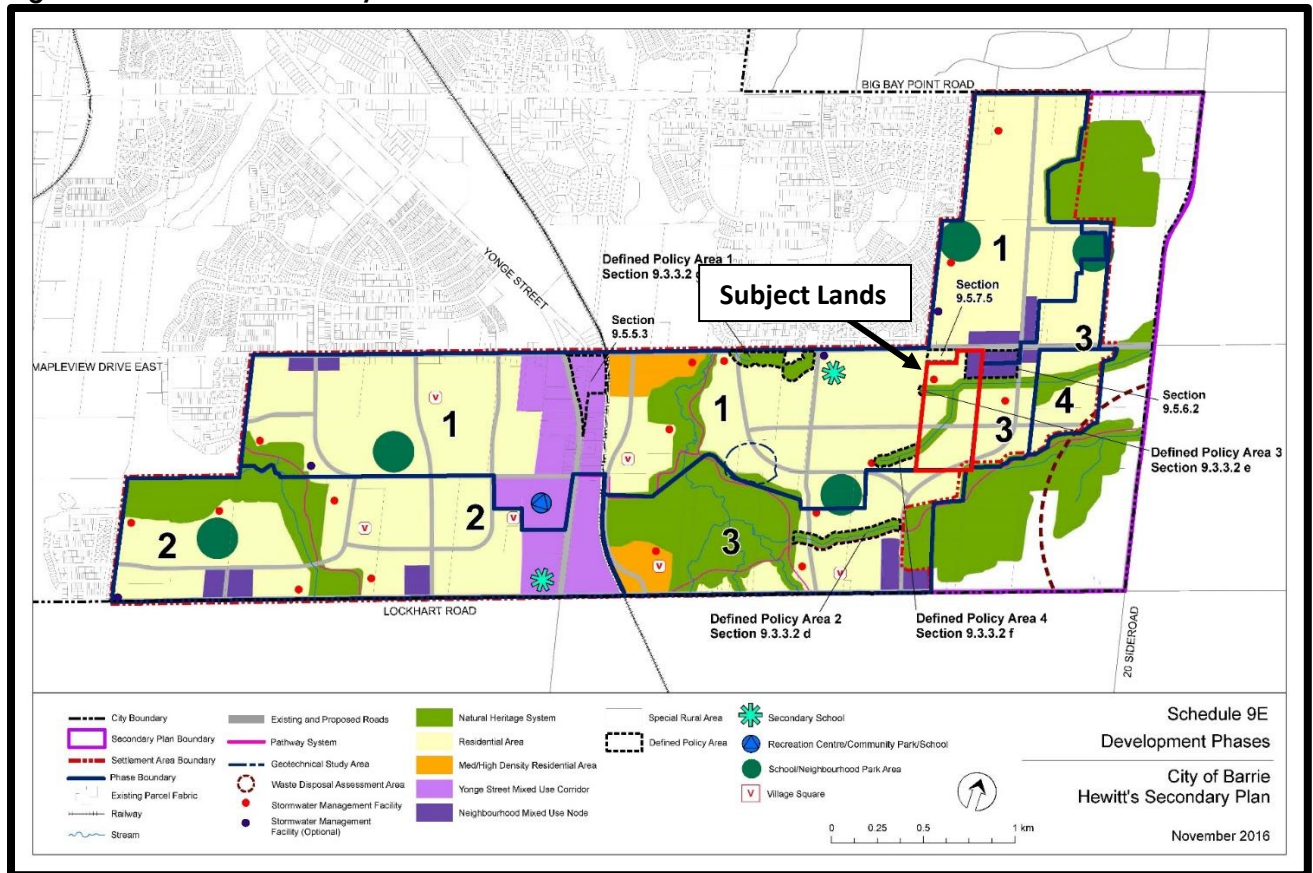 BIG BAY POINT ROAD
YONGE STREET
Defined Policy Area 1
Section 9.3.3.2
Subject Lands
Section
9.5.7.5
Section
9.5.5.3
MAPLEVIEW DRIVE EAST
1
1
1
3
4
3
2
2
3
V
V
V
V
V
V
V
Section
9.5.6.2
Defined Policy Area 3
Section 9.3.3.2 e
LOCKHART ROAD
Defined Policy Area 2
Section 9.3.3.2 d
Defined Policy Area 4
Section 9.3.3.2 f
20 SIDEROAD
City Boundary
Secondary Plan Boundary
Settlement Area Boundary
Phase Boundary
Existing Parcel Fabric
Railway
Stream
Existing and Proposed Roads
Pathway System
Geotechnical Study Area
Waste Disposal Assessment Area
Stormwater Management Facility
Stormwater Management
Facility (Optional)
Natural Heritage System
Residential Area
Med/High Density Residential Area
Yonge Street Mixed Use Corridor
Neighbourhood Mixed Use Node
Special Rural Area
Defined Policy Area
Secondary School
Recreation Centre/Community Park/School
School/Neighbourhood Park Area
V Village Square
0 0.25 0.5 1 km
Schedule 9E
Development Phases
City of Barrie
Hewitt's Secondary Plan
November 2016